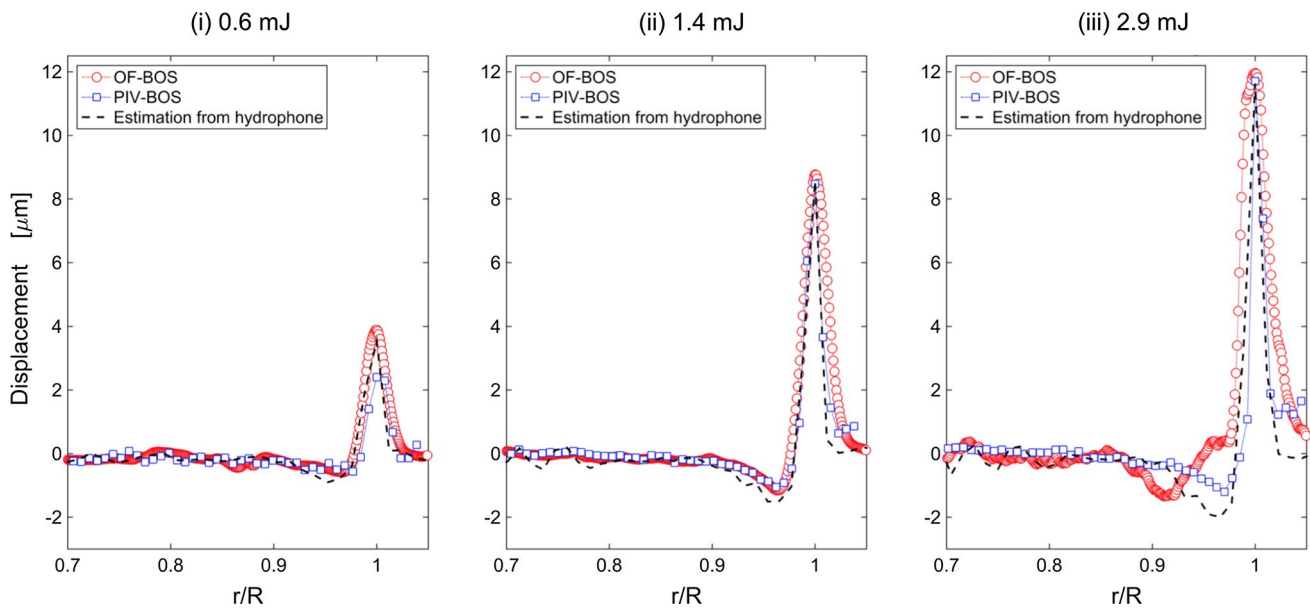 (i) 0.6 mJ
(ii) 1.4 mJ
(iii) 2.9 mJ
Displacement [μm]
12
10
8
6
4
2
0
-2
OF-BOS
PIV-BOS
Estimation from hydrophone
0.7
0.8
0.9
1
r/R
12
10
8
6
4
2
0
-2
OF-BOS
PIV-BOS
Estimation from hydrophone
0.7
0.8
0.9
1
r/R
12
10
8
6
4
2
0
-2
OF-BOS
PIV-BOS
Estimation from hydrophone
0.7
0.8
0.9
1
r/R